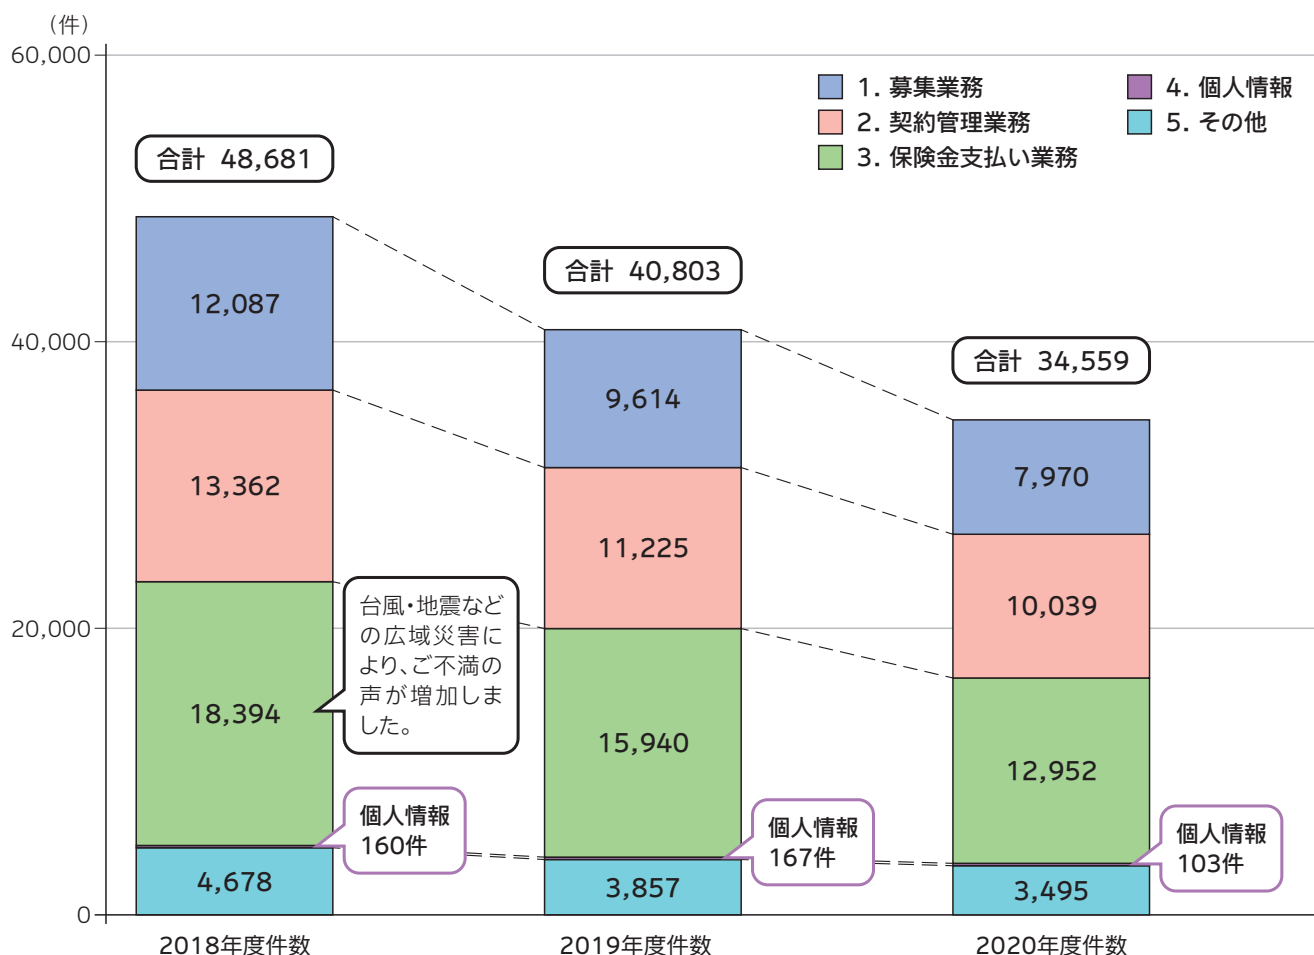 （件）
60,000
40,000
20,000
0
1. 募集業務
2. 契約管理業務
3. 保険金支払い業務
4. 個人情報
5. その他
合計 48,681
12,087
13,362
18,394
4,678
台風・地震など
の広域災害に
より、ご不満の
声が増加しま
した。
個人情報
160件
合計 40,803
9,614
11,225
15,940
3,857
個人情報
167件
合計 34,559
7,970
10,039
12,952
3,495
個人情報
103件
2018年度件数
2019年度件数
2020年度件数